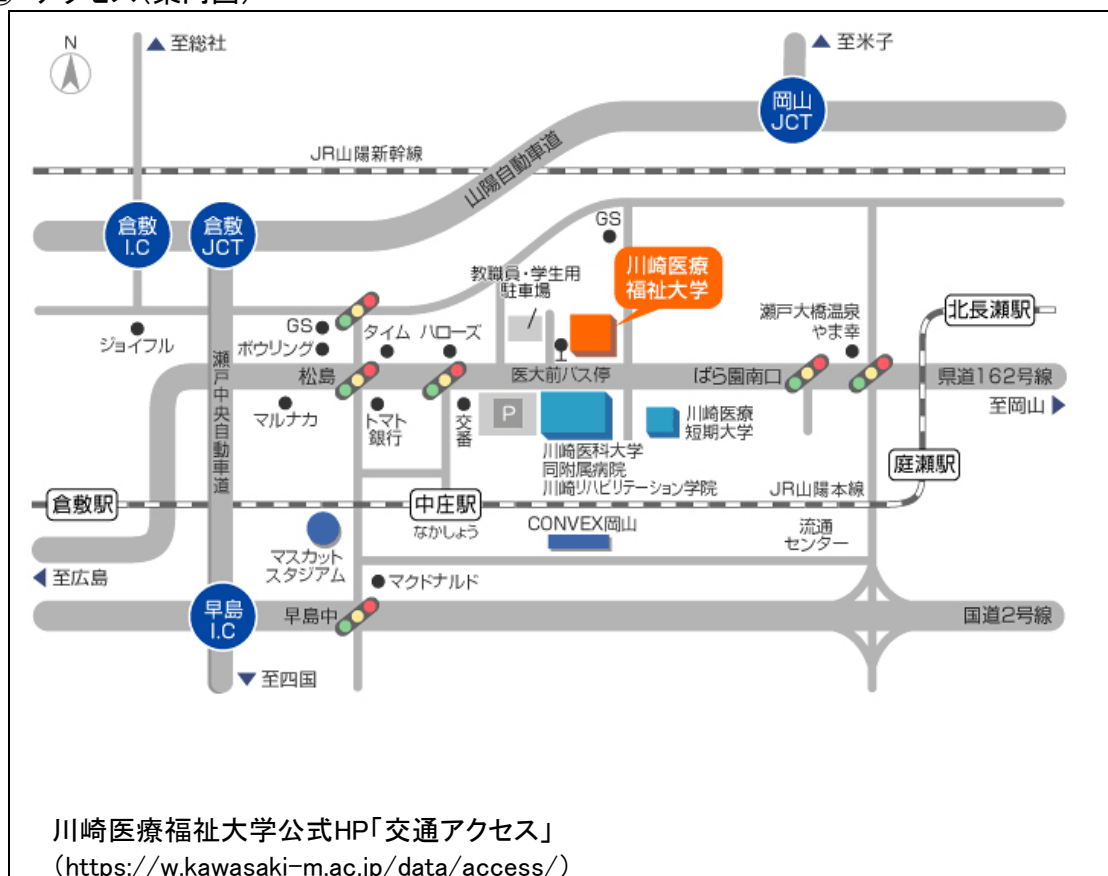 アクセス(案内図)
N
至総社
至米子
岡山
JCT
JR山陽新幹線
山陽自動車道
倉敷
I.C
倉敷
JCT
GS
川崎医療
福祉大学
教職員・学生用
駐車場
瀬戸大橋温泉
やま幸
北長瀬駅
ジョイフル
GS
ボウリング
タイム
ハローズ
瀬戸中央自動車道
松島
医大前バス停
ばら園南口
県道162号線
至岡山
マルナカ
トマト
銀行
交番
P
川崎医療
短期大学
川崎医科大学
同附属病院
川崎リハビリテーション学院
庭瀬駅
JR山陽本線
倉敷駅
中庄駅
なかしょう
CONVEX岡山
流通
センター
マスカット
スタジアム
至広島
マクドナルド
早島
I.C
早島中
国道2号線
至四国
川崎医療福祉大学公式HP「交通アクセス」
(https://w.kawasaki-m.ac.jp/data/access/)